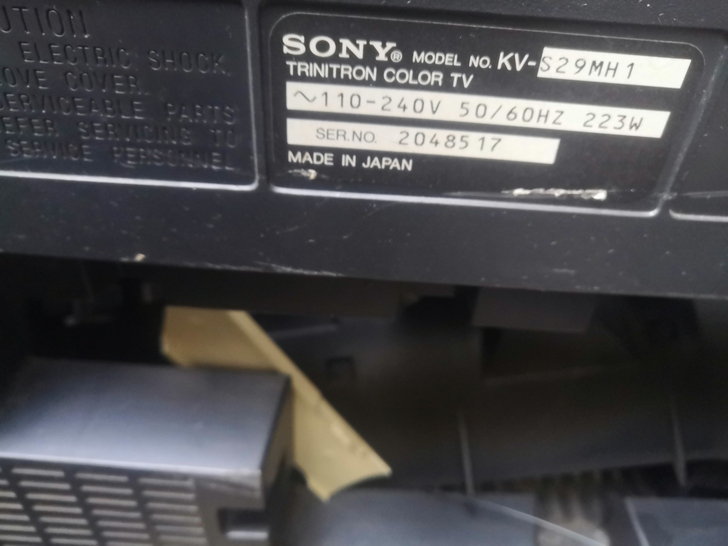 UTION
ELECTRIC SHOCK
OVE COVER
SERVICEABLE PARTS
EFER SERVICING TO
SERVICE PERSONNEL
SONY® MODEL NO. KV-S29MH1
TRINITRON COLOR TV
~110-240V 50/60HZ 223W
SER.NO. 2048517
MADE IN JAPAN